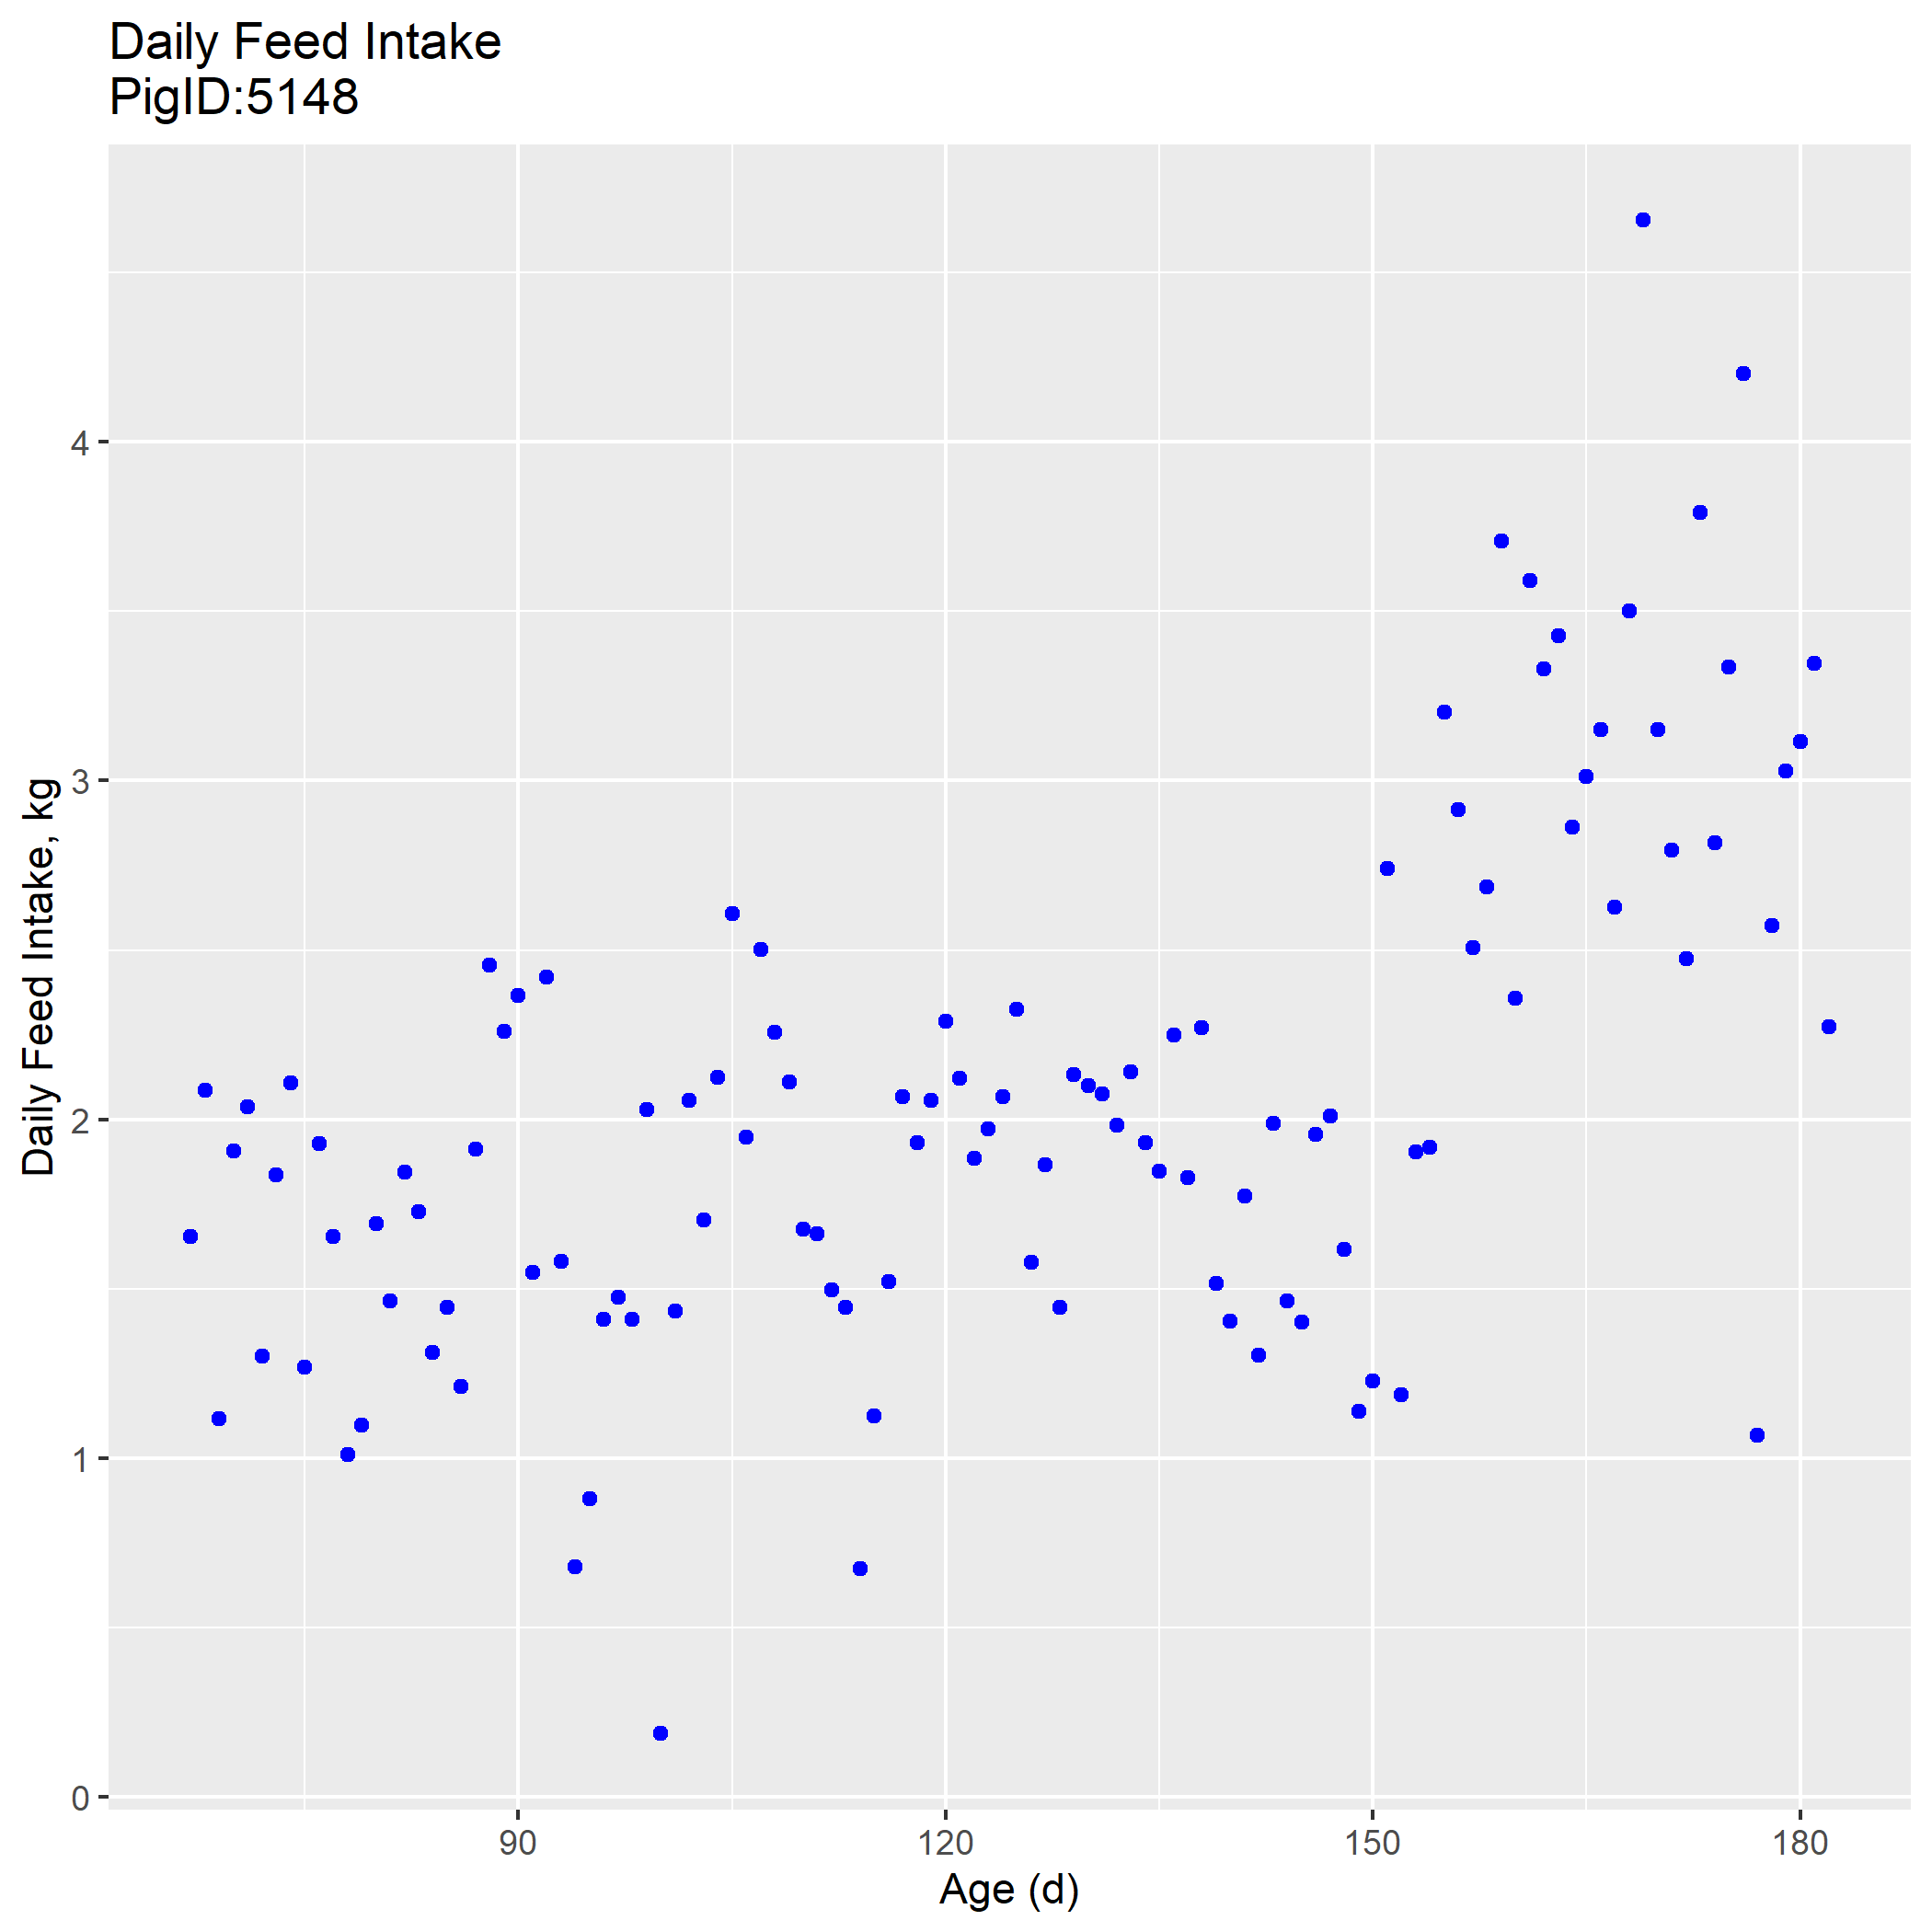 Daily Feed Intake
PigID:5148
Daily Feed Intake, kg
4
3
2
1
0
90 120 150 180
Age (d)